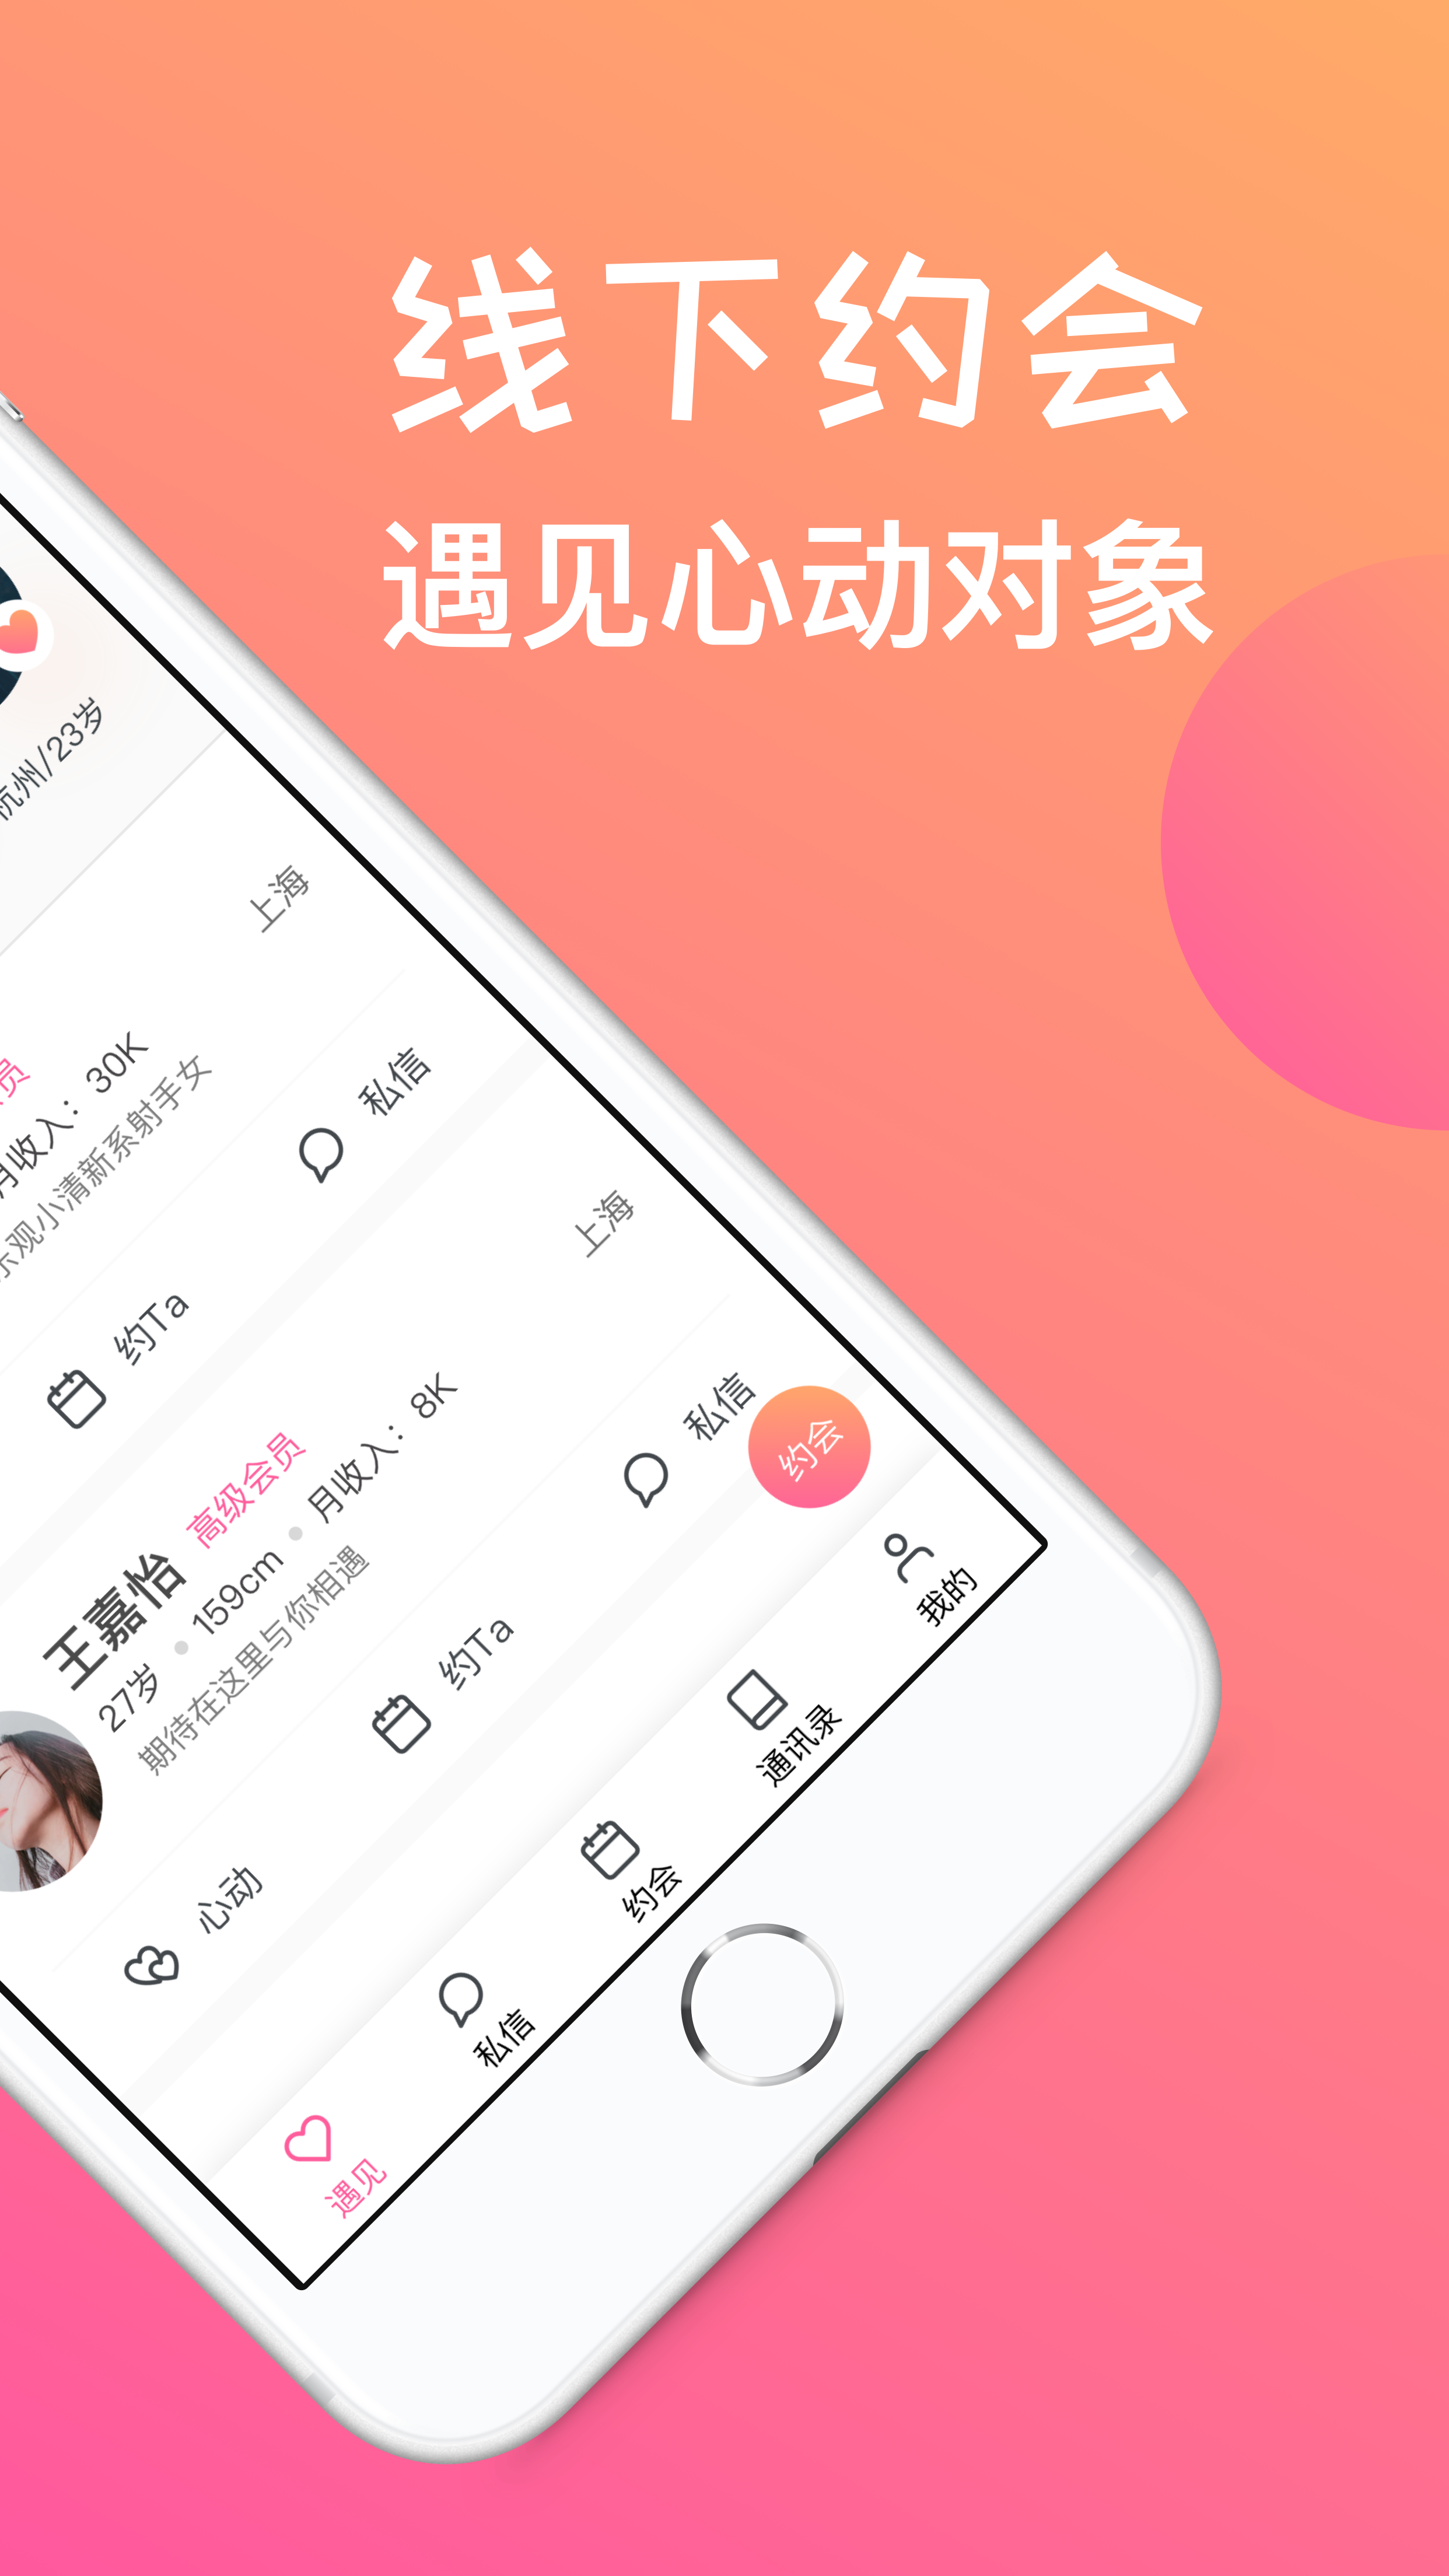 线下约会
遇见心动对象
杭州/23岁
上海
员
月收入：30K
乐观小清新系射手女
约Ta
私信
上海
王嘉怡 高级会员
27岁 159cm 月收入：8K
期待在这里与你相遇
心动
约Ta
私信
约会
遇见
私信
约会
通讯录
我的